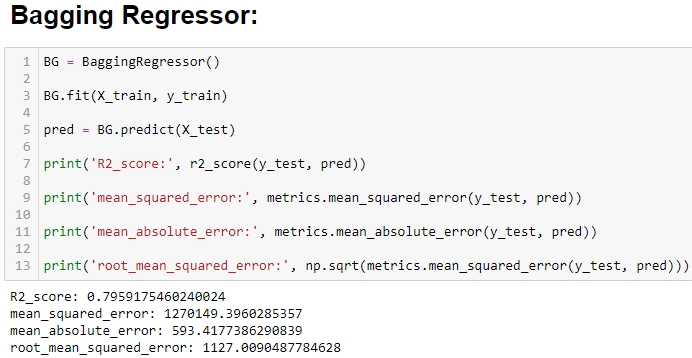 Bagging Regressor:
1 BG = BaggingRegressor()
2
3 BG.fit(X_train, y_train)
4
5 pred = BG.predict(X_test)
6
7 print('R2_score:', r2_score(y_test, pred))
8
9 print('mean_squared_error:', metrics.mean_squared_error(y_test, pred))
10
11 print('mean_absolute_error:', metrics.mean_absolute_error(y_test, pred))
12
13 print('root_mean_squared_error:', np.sqrt(metrics.mean_squared_error(y_test, pred)))
R2_score: 0.7959175460240024
mean_squared_error: 1270149.3960285357
mean_absolute_error: 593.4177386290839
root_mean_squared_error: 1127.0090487784628